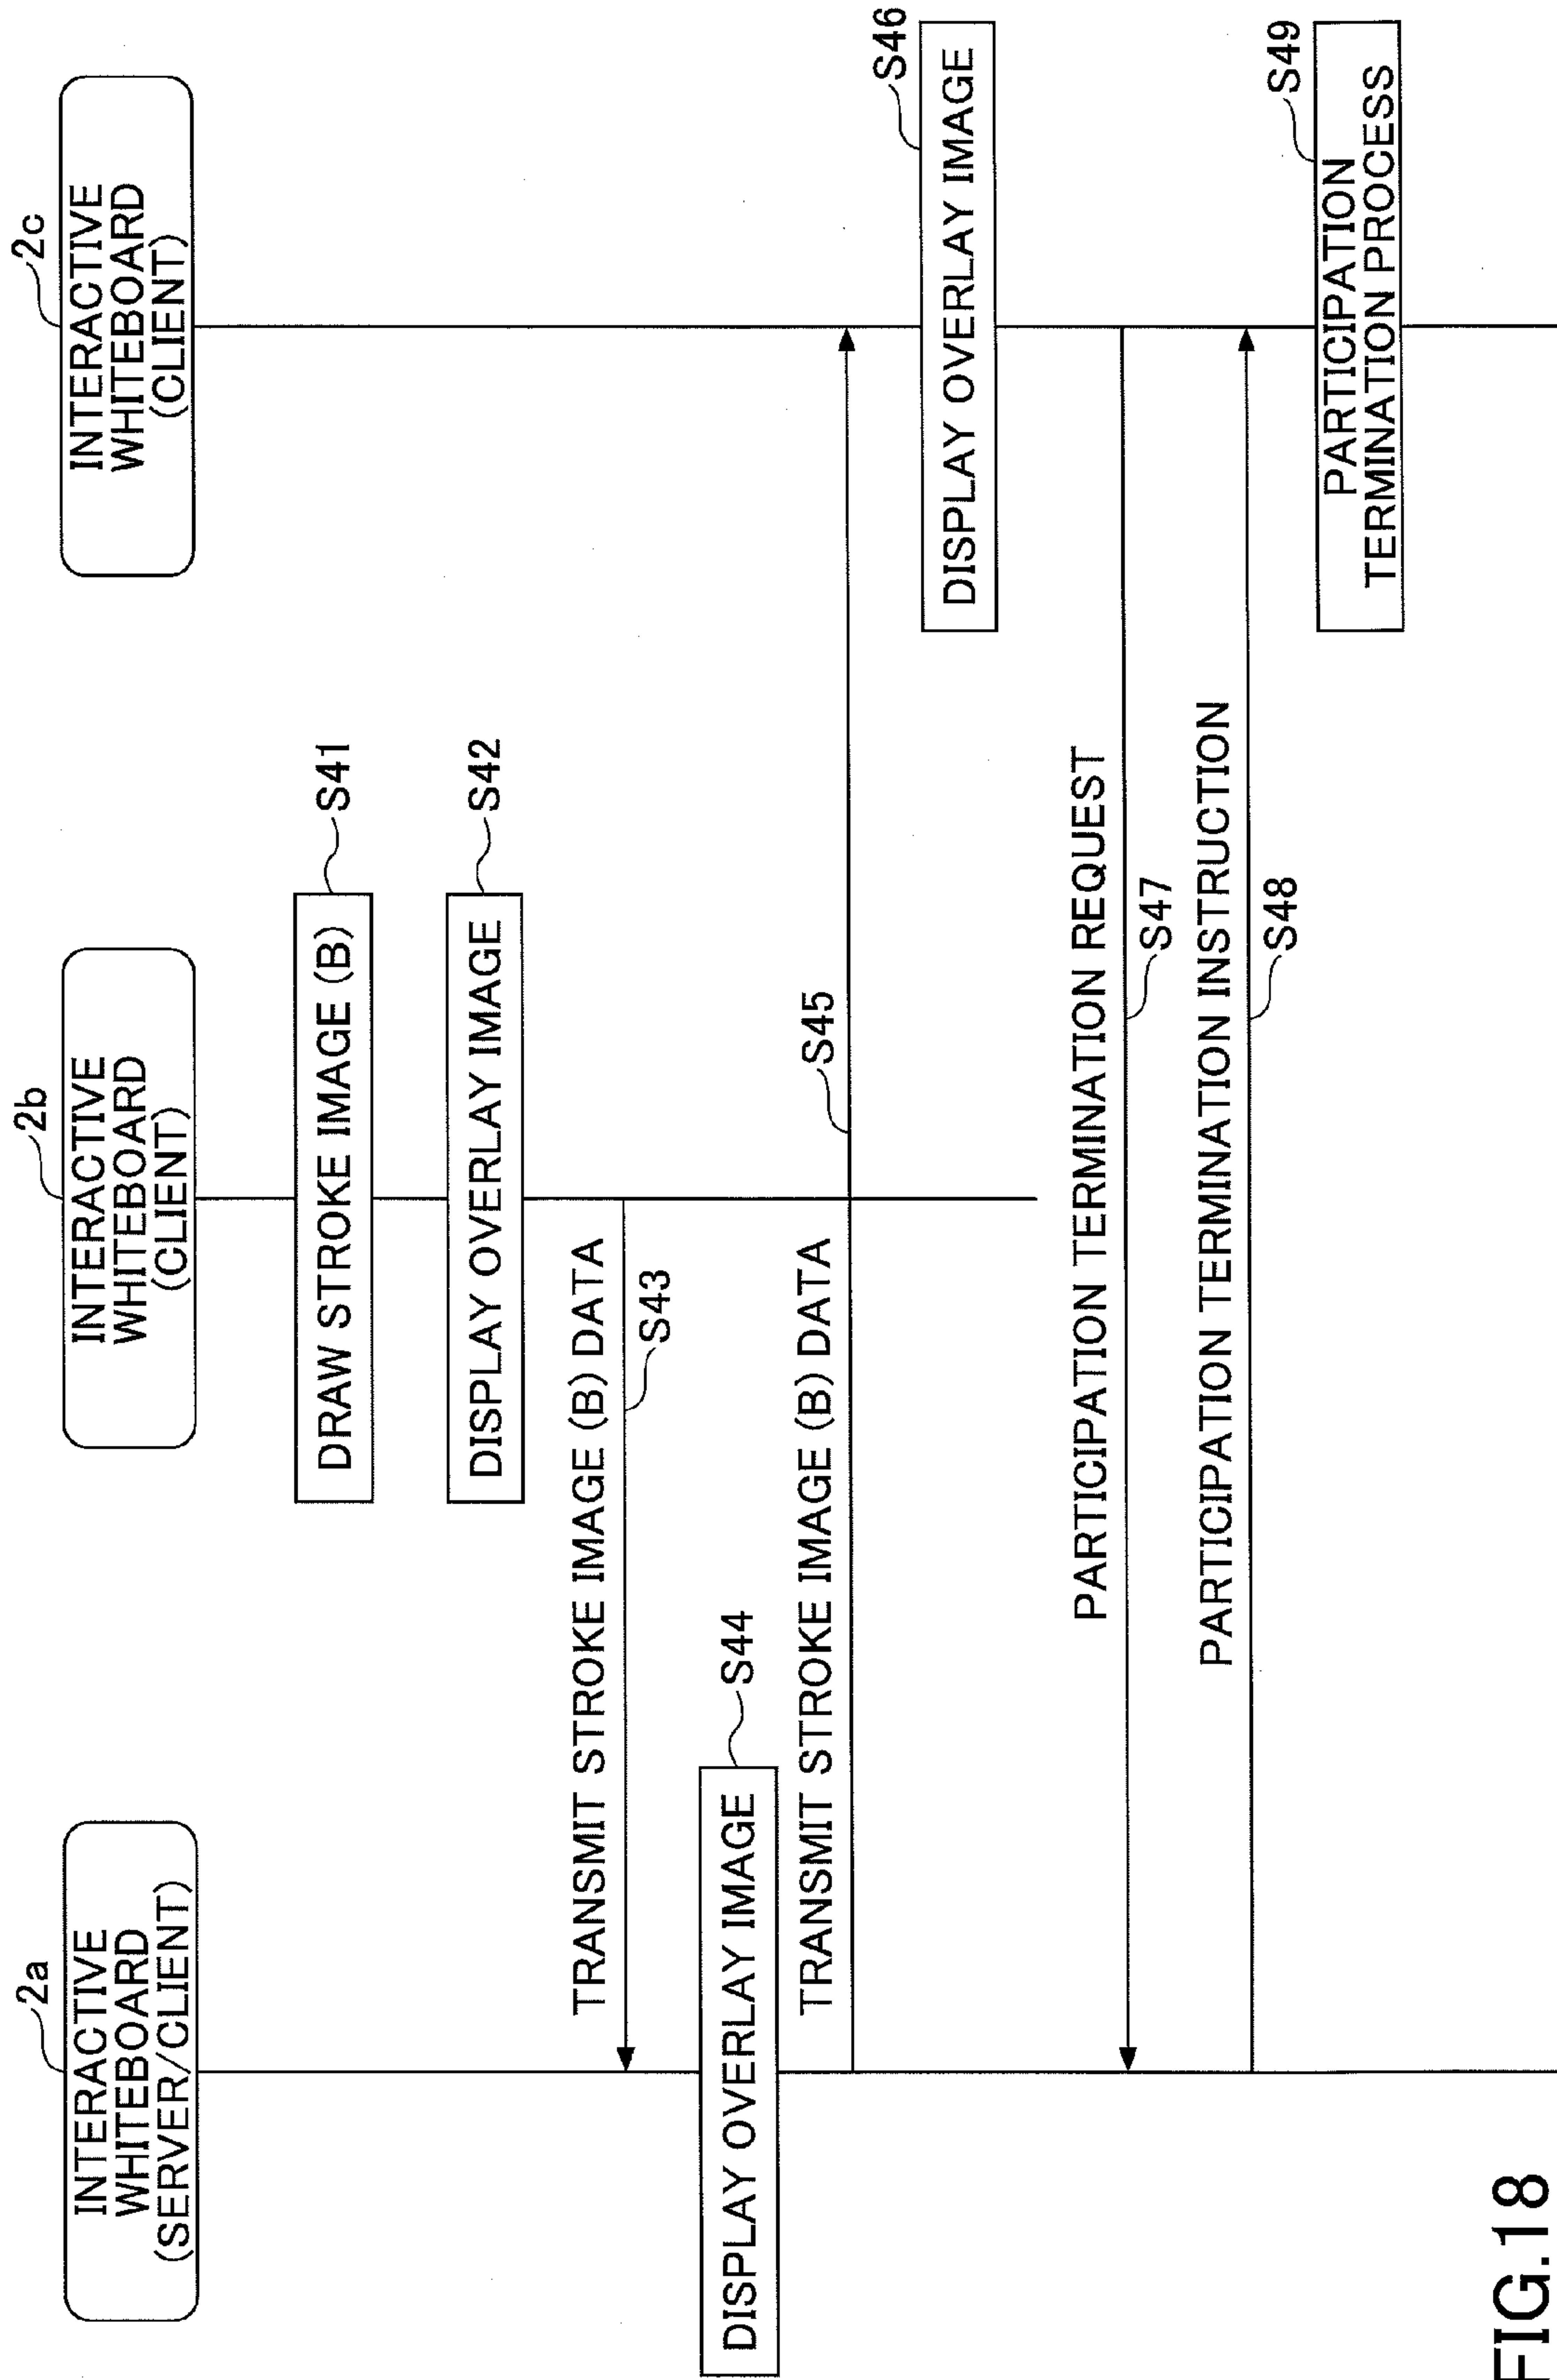 2a
INTERACTIVE
WHITEBOARD
(SERVER/CLIENT)
2b
INTERACTIVE
WHITEBOARD
(CLIENT)
2c
INTERACTIVE
WHITEBOARD
(CLIENT)
DRAW STROKE IMAGE (B)
S41
DISPLAY OVERLAY IMAGE
S42
TRANSMIT STROKE IMAGE (B) DATA
S43
DISPLAY OVERLAY IMAGE
S44
TRANSMIT STROKE IMAGE (B) DATA
S45
DISPLAY OVERLAY IMAGE
S46
PARTICIPATION TERMINATION REQUEST
S47
PARTICIPATION TERMINATION INSTRUCTION
S48
PARTICIPATION
TERMINATION PROCESS
S49
FIG.18